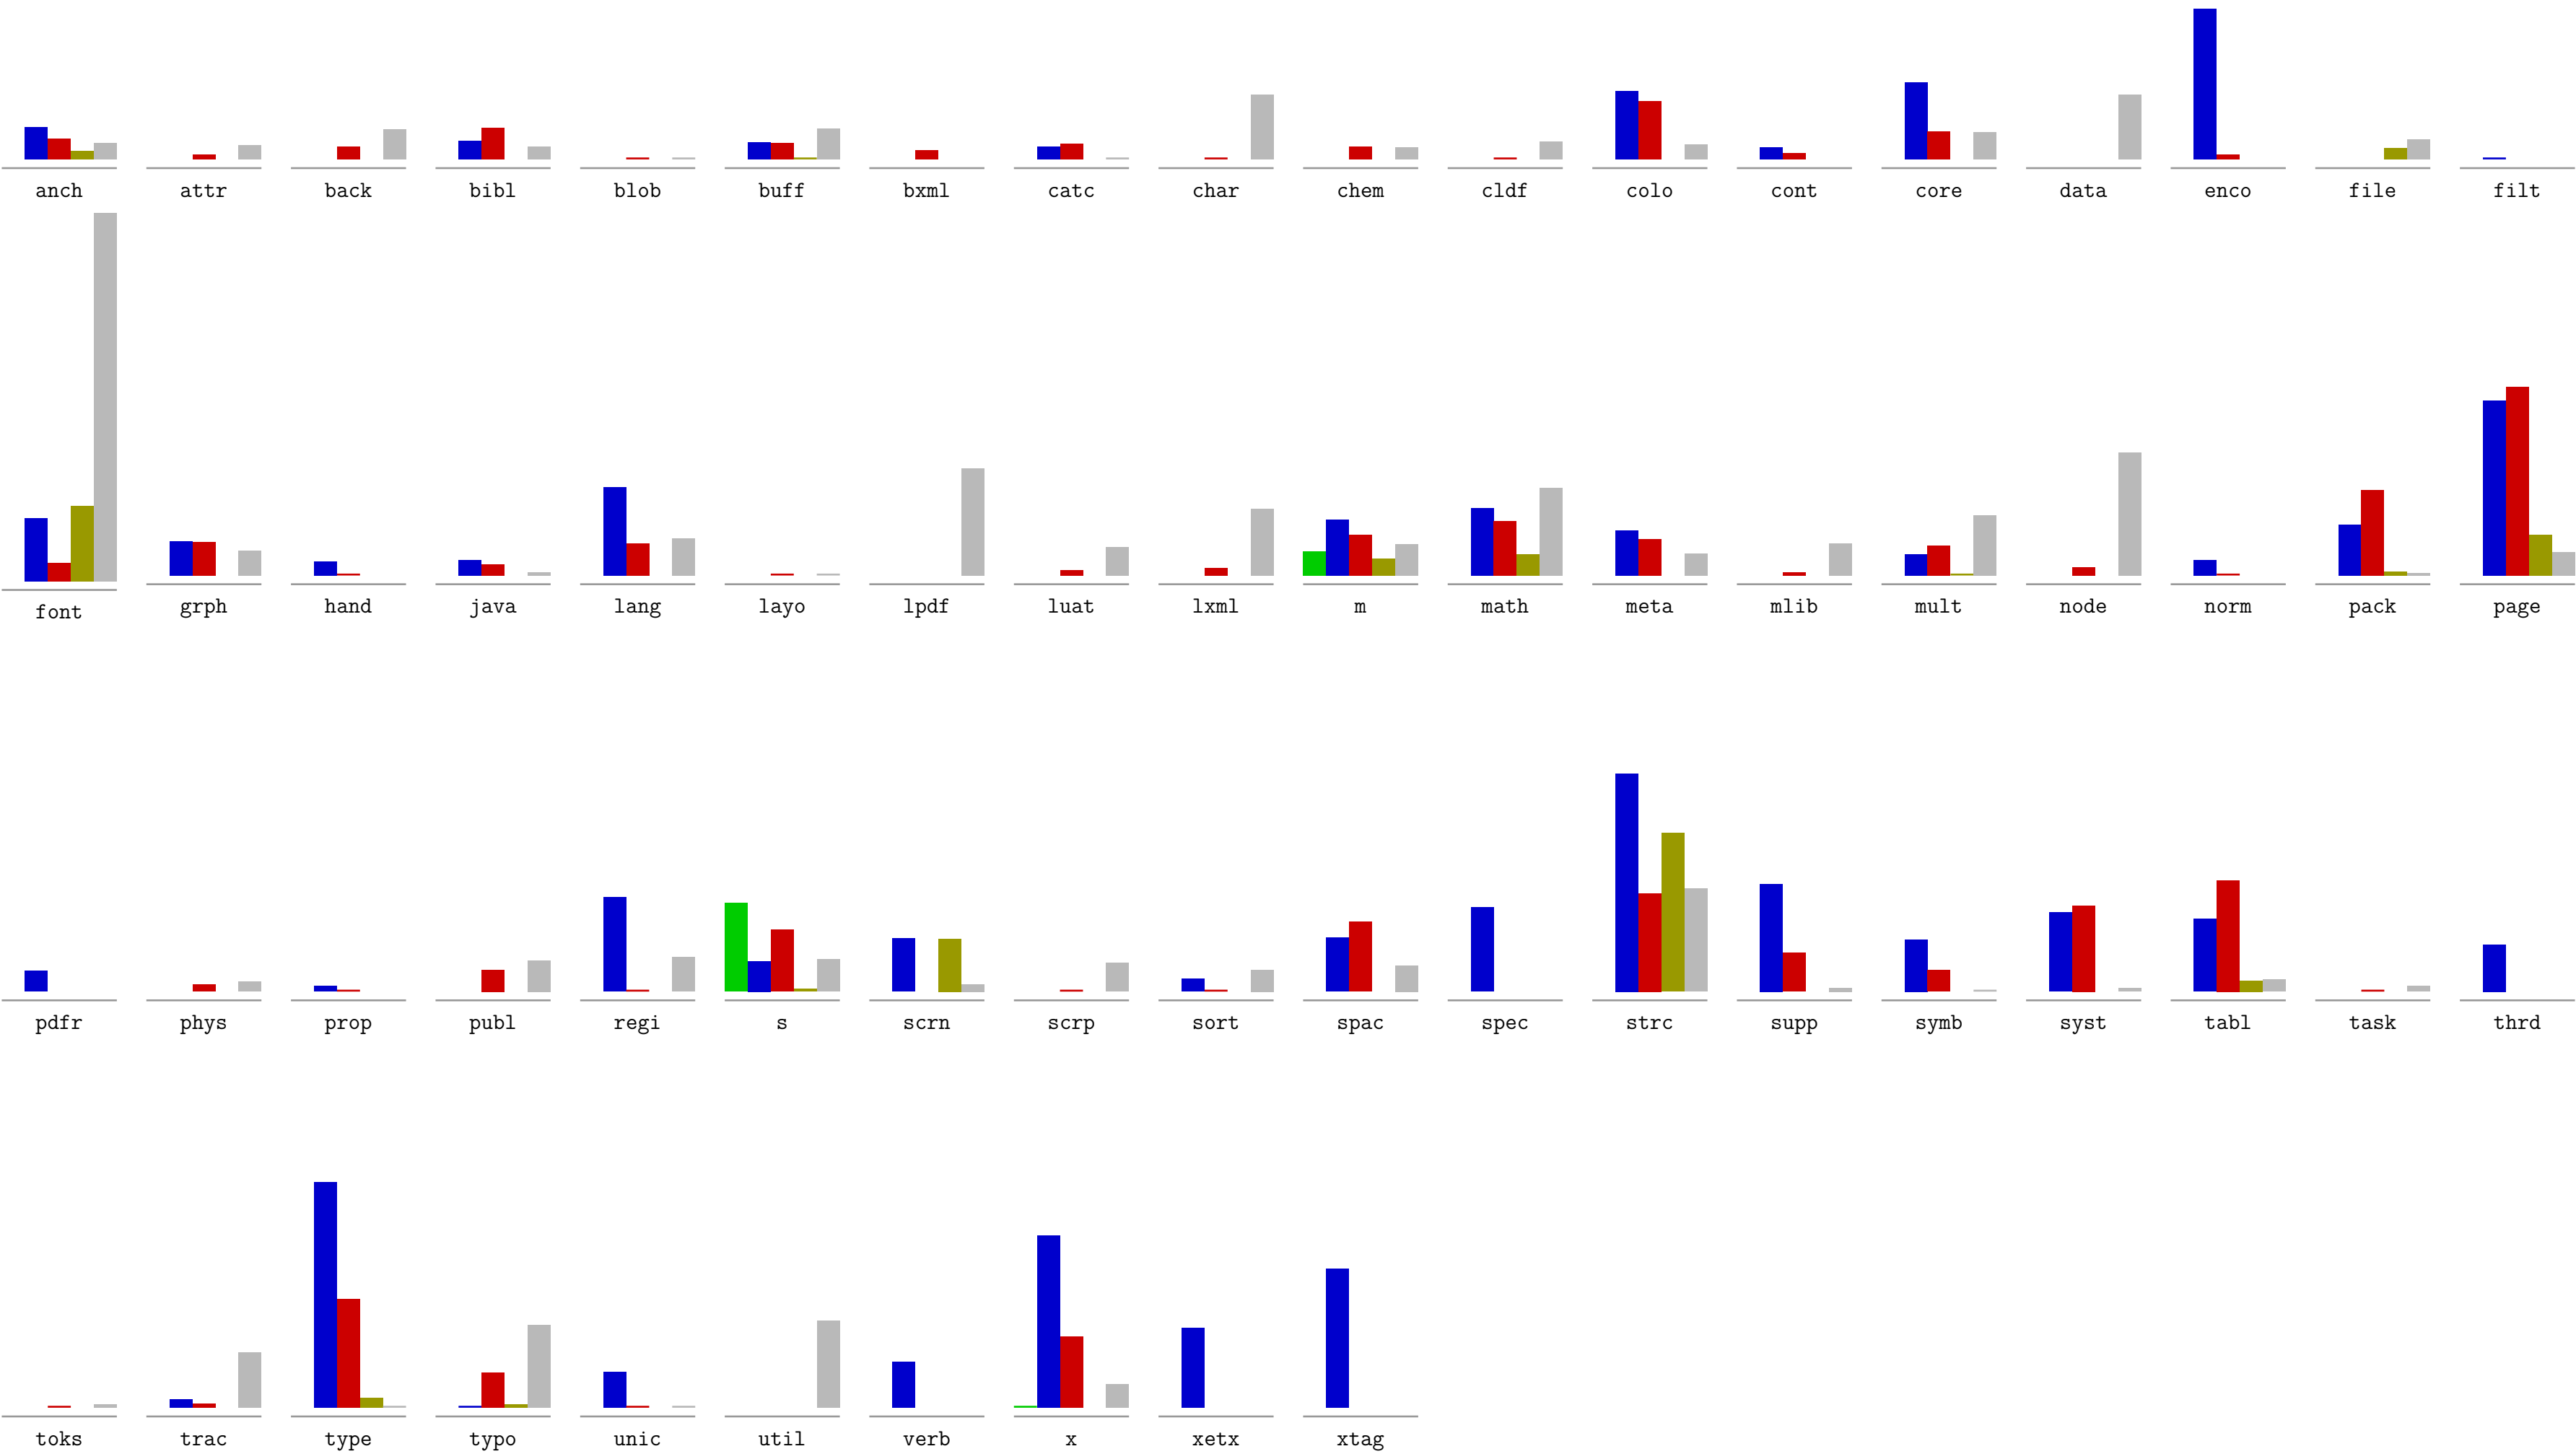 anch attr back bibl blob buff bxml catc char chem cldf colo cont core data enco file filt
font grph hand java lang layo lpdf luat lxml m math meta mlib mult node norm pack page
pdfr phys prop publ regi s scrn scrp sort spac spec strc supp symb syst tabl task thrd
toks trac type typo unic util verb x xetx xtag